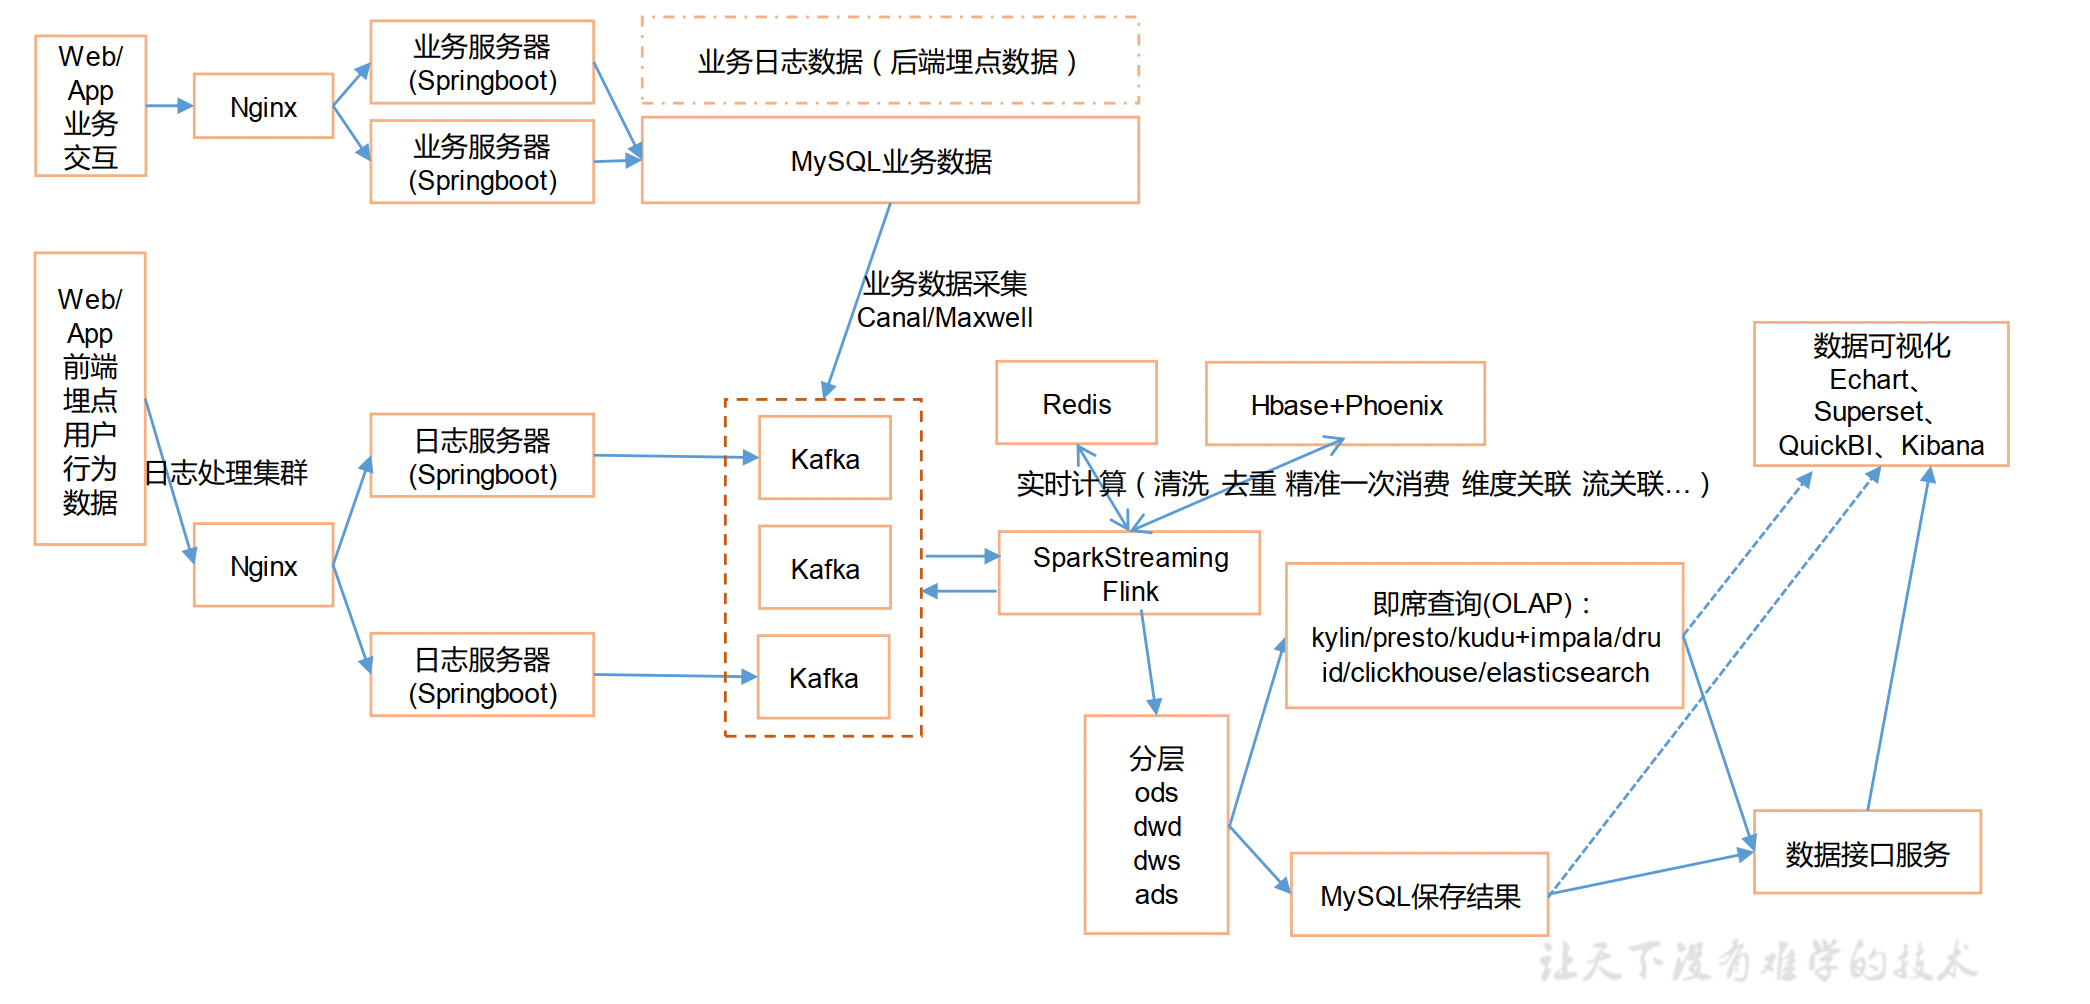 Web/
App
业务
交互
Nginx
业务服务器
(Springboot)
业务服务器
(Springboot)
业务日志数据（后端埋点数据）
MySQL业务数据
业务数据采集
Canal/Maxwell
Web/
App
前端
埋点
用户
行为
数据
日志处理集群
Nginx
日志服务器
(Springboot)
日志服务器
(Springboot)
Kafka
Kafka
Kafka
Redis
Hbase+Phoenix
实时计算（清洗 去重 精准一次消费 维度关联 流关联...）
SparkStreaming
Flink
分层
ods
dwd
dws
ads
即席查询(OLAP)：
kylin/presto/kudu+impala/dru
id/clickhouse/elasticsearch
MySQL保存结果
数据可视化
Echart、
Superset、
QuickBI、Kibana
数据接口服务
让天下没有难学的技术